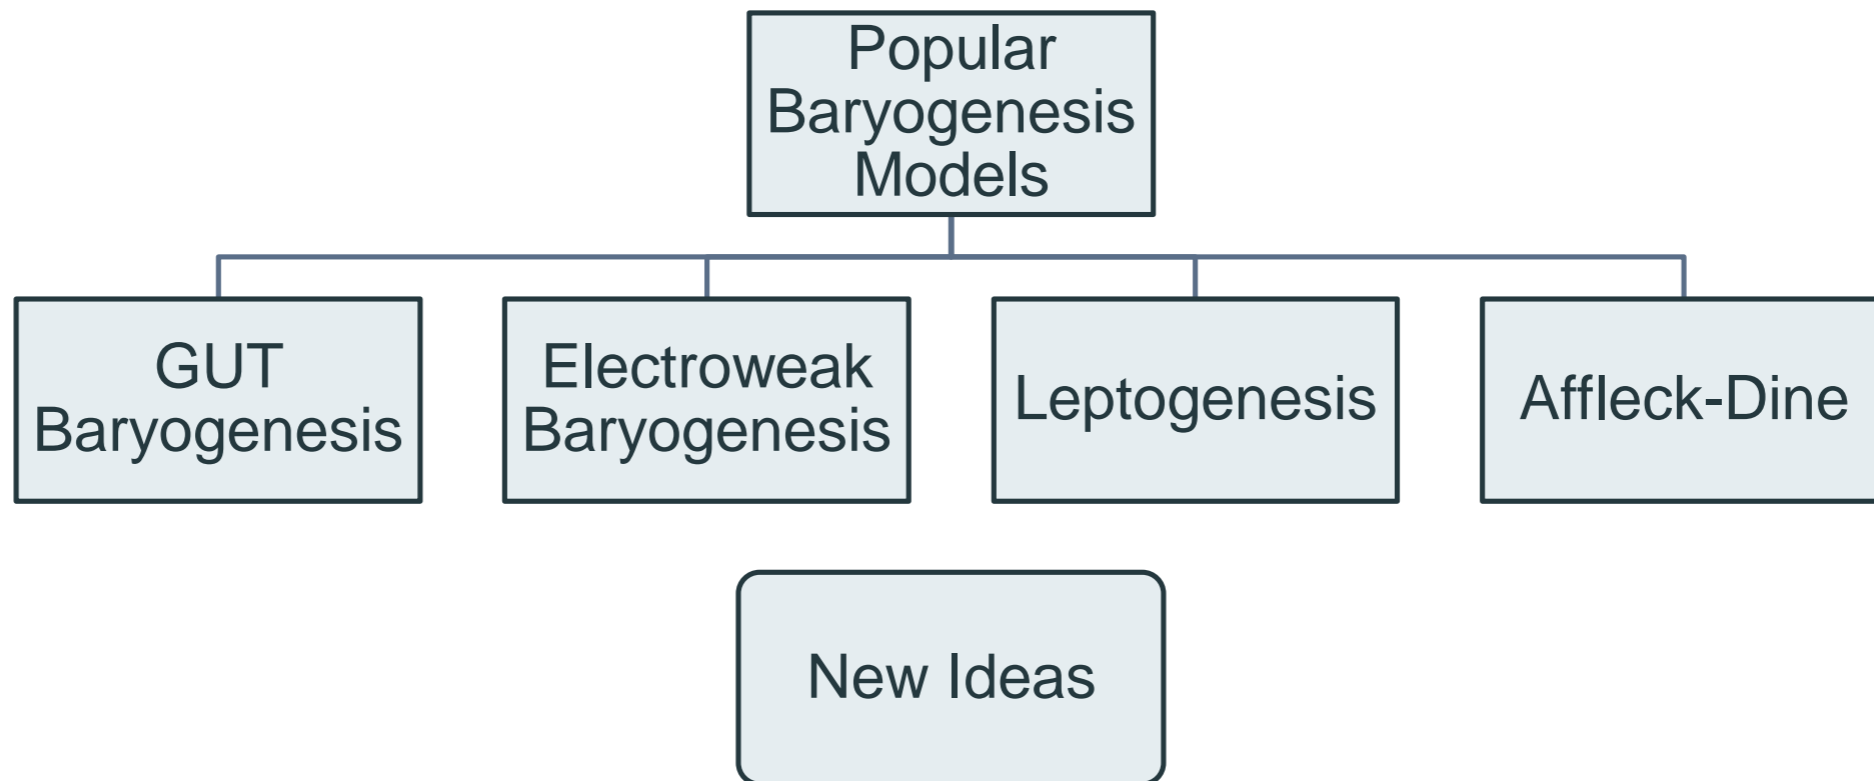 Popular
Baryogenesis
Models
GUT
Baryogenesis
Electroweak
Baryogenesis
Leptogenesis
Affleck-Dine
New Ideas